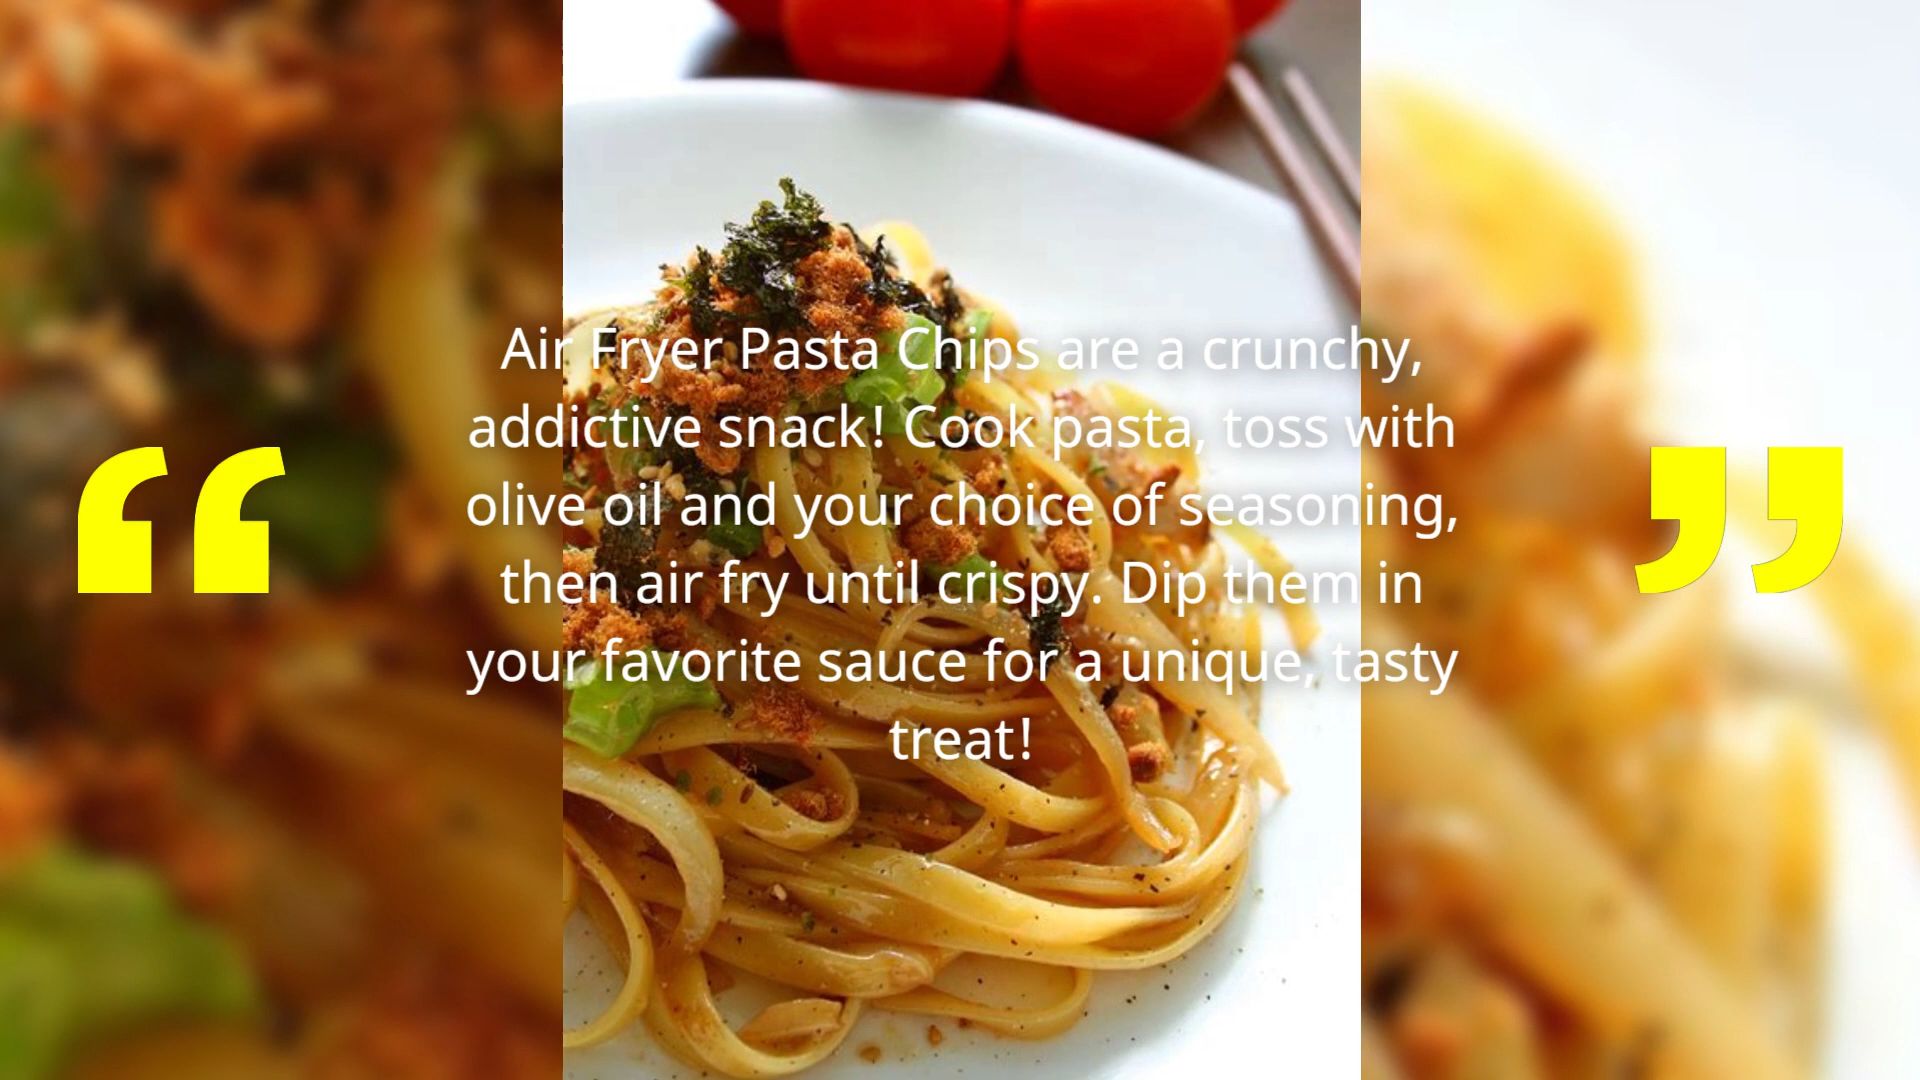 Air Fryer Pasta Chips are a crunchy,
addictive snack! Cook pasta, toss with
olive oil and your choice of seasoning,
then air fry until crispy. Dip them in
your favorite sauce for a unique, tasty
treat!